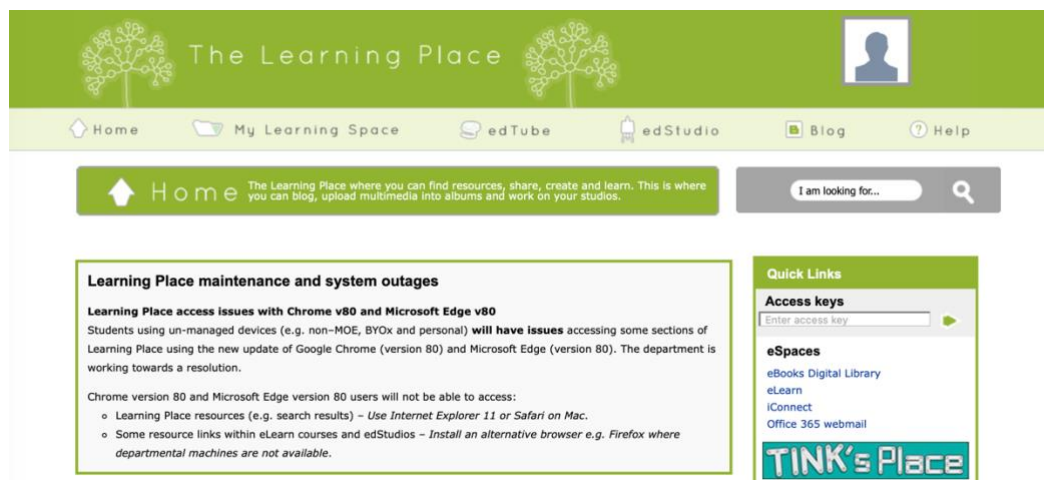 The Learning Place
Home
My Learning Space
edTube
edStudio
B Blog
? Help
Home
The Learning Place where you can find resources, share, create and learn. This is where
you can blog, upload multimedia into albums and work on your studios.
I am looking for...
Learning Place maintenance and system outages
Learning Place access issues with Chrome v80 and Microsoft Edge v80
Students using un-managed devices (e.g. non–MOE, BYOx and personal) will have issues accessing some sections of
Learning Place using the new update of Google Chrome (version 80) and Microsoft Edge (version 80). The department is
working towards a resolution.
Chrome version 80 and Microsoft Edge version 80 users will not be able to access:
Learning Place resources (e.g. search results) – Use Internet Explorer 11 or Safari on Mac.
Some resource links within eLearn courses and edStudios – Install an alternative browser e.g. Firefox where
departmental machines are not available.
Quick Links
Access keys
Enter access key
eSpaces
eBooks Digital Library
eLearn
iConnect
Office 365 webmail
TINK's Place